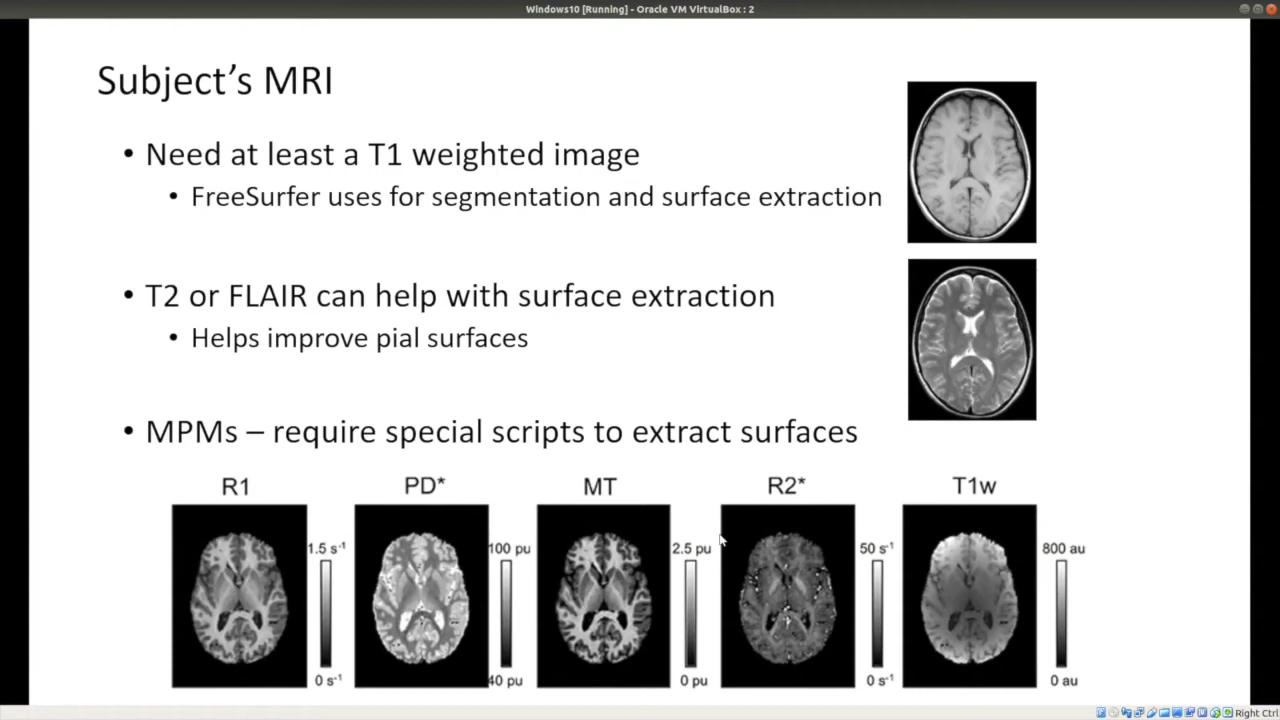 Windows10 [Running] - Oracle VM VirtualBox : 2
Subject's MRI
• Need at least a T1 weighted image
• FreeSurfer uses for segmentation and surface extraction
• T2 or FLAIR can help with surface extraction
• Helps improve pial surfaces
• MPMs – require special scripts to extract surfaces
R1 PD* MT R2* T1w
1.5 s⁻¹ 100 pu 2.5 pu 50 s⁻¹ 800 au
0 s⁻¹ 40 pu 0 pu 0 s⁻¹ 0 au
Right Ctrl